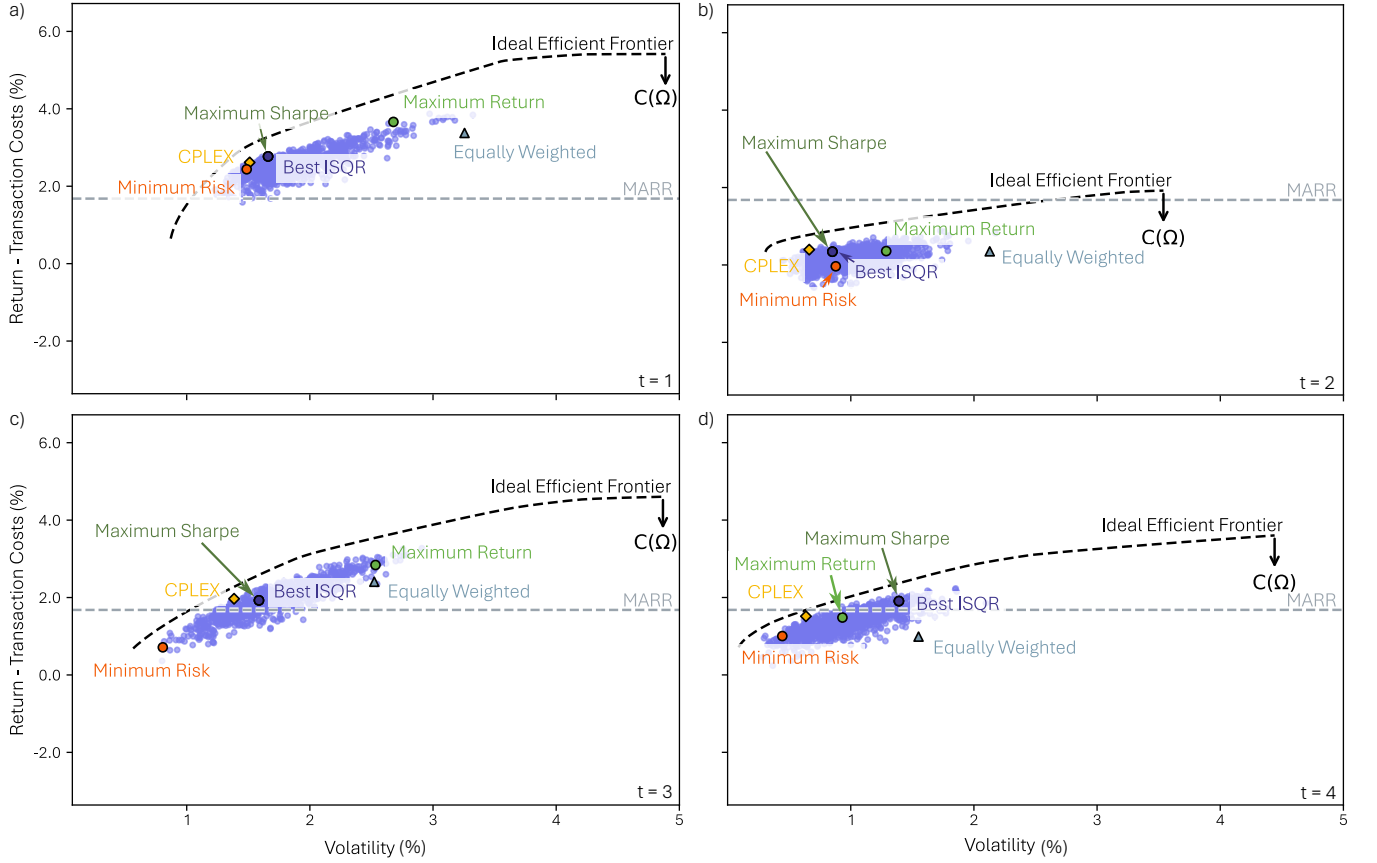 a)
6.0
4.0
2.0
0.0
-2.0
Return - Transaction Costs (%)
Ideal Efficient Frontier
C(Ω)
Maximum Sharpe
Maximum Return
CPLEX
Best ISQR
Equally Weighted
Minimum Risk
MARR
t = 1
b)
Maximum Sharpe
Ideal Efficient Frontier
MARR
C(Ω)
Maximum Return
CPLEX
Best ISQR
Equally Weighted
Minimum Risk
t = 2
c)
6.0
4.0
2.0
0.0
-2.0
Return - Transaction Costs (%)
Ideal Efficient Frontier
C(Ω)
Maximum Sharpe
Maximum Return
CPLEX
Best ISQR
Equally Weighted
MARR
Minimum Risk
t = 3
1
2
3
4
5
Volatility (%)
d)
Ideal Efficient Frontier
Maximum Sharpe
Maximum Return
C(Ω)
CPLEX
Best ISQR
MARR
Minimum Risk
Equally Weighted
t = 4
1
2
3
4
5
Volatility (%)